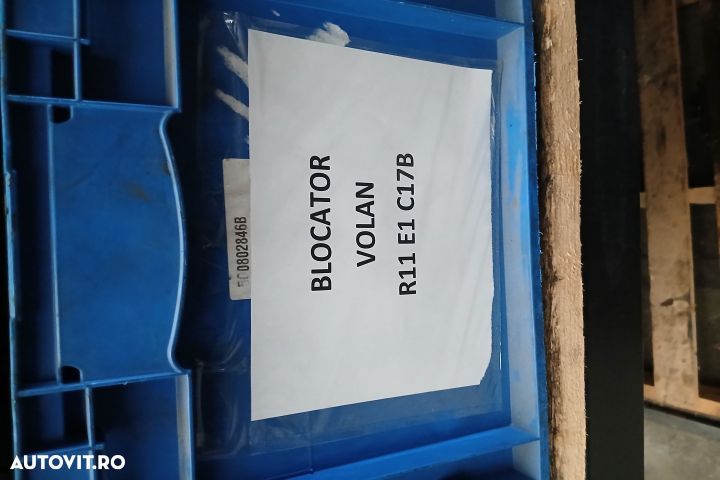 BLOCATOR
VOLAN
R11 E1 C17B
0802846B
AUTOVIT.RO